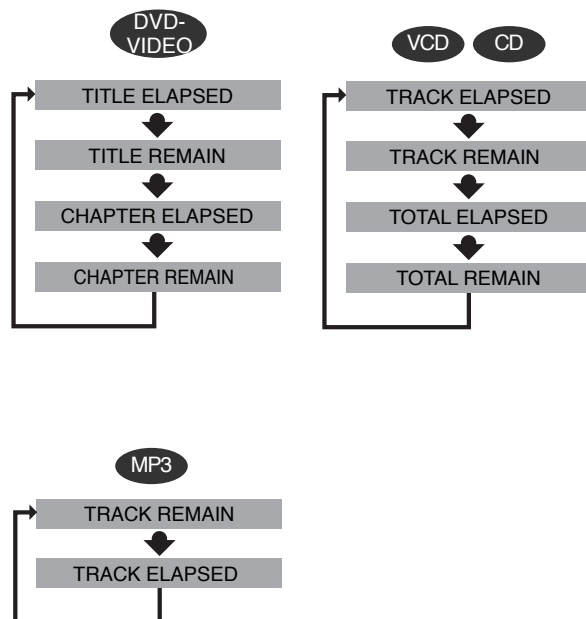 DVD-
VIDEO
TITLE ELAPSED
TITLE REMAIN
CHAPTER ELAPSED
CHAPTER REMAIN
VCD CD
TRACK ELAPSED
TRACK REMAIN
TOTAL ELAPSED
TOTAL REMAIN
MP3
TRACK REMAIN
TRACK ELAPSED